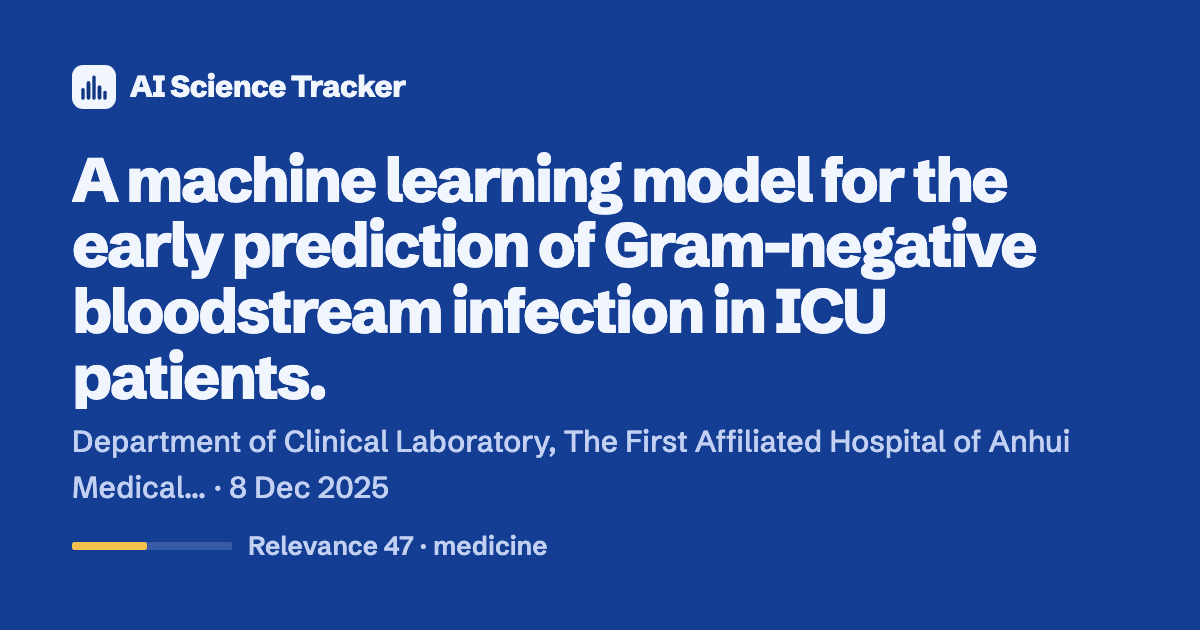 AI Science Tracker
A machine learning model for the
early prediction of Gram-negative
bloodstream infection in ICU
patients.
Department of Clinical Laboratory, The First Affiliated Hospital of Anhui
Medical... · 8 Dec 2025
Relevance 47 · medicine